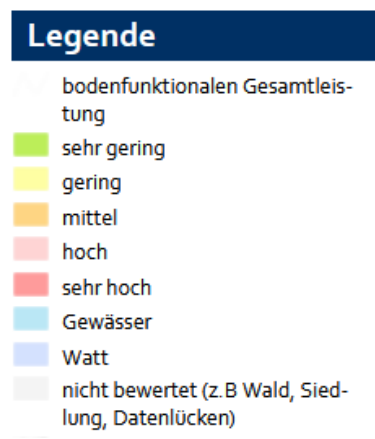 Legende
bodenfunktionalen Gesamtleis-
tung
sehr gering
gering
mittel
hoch
sehr hoch
Gewässer
Watt
nicht bewertet (z.B Wald, Sied-
lung, Datenlücken)